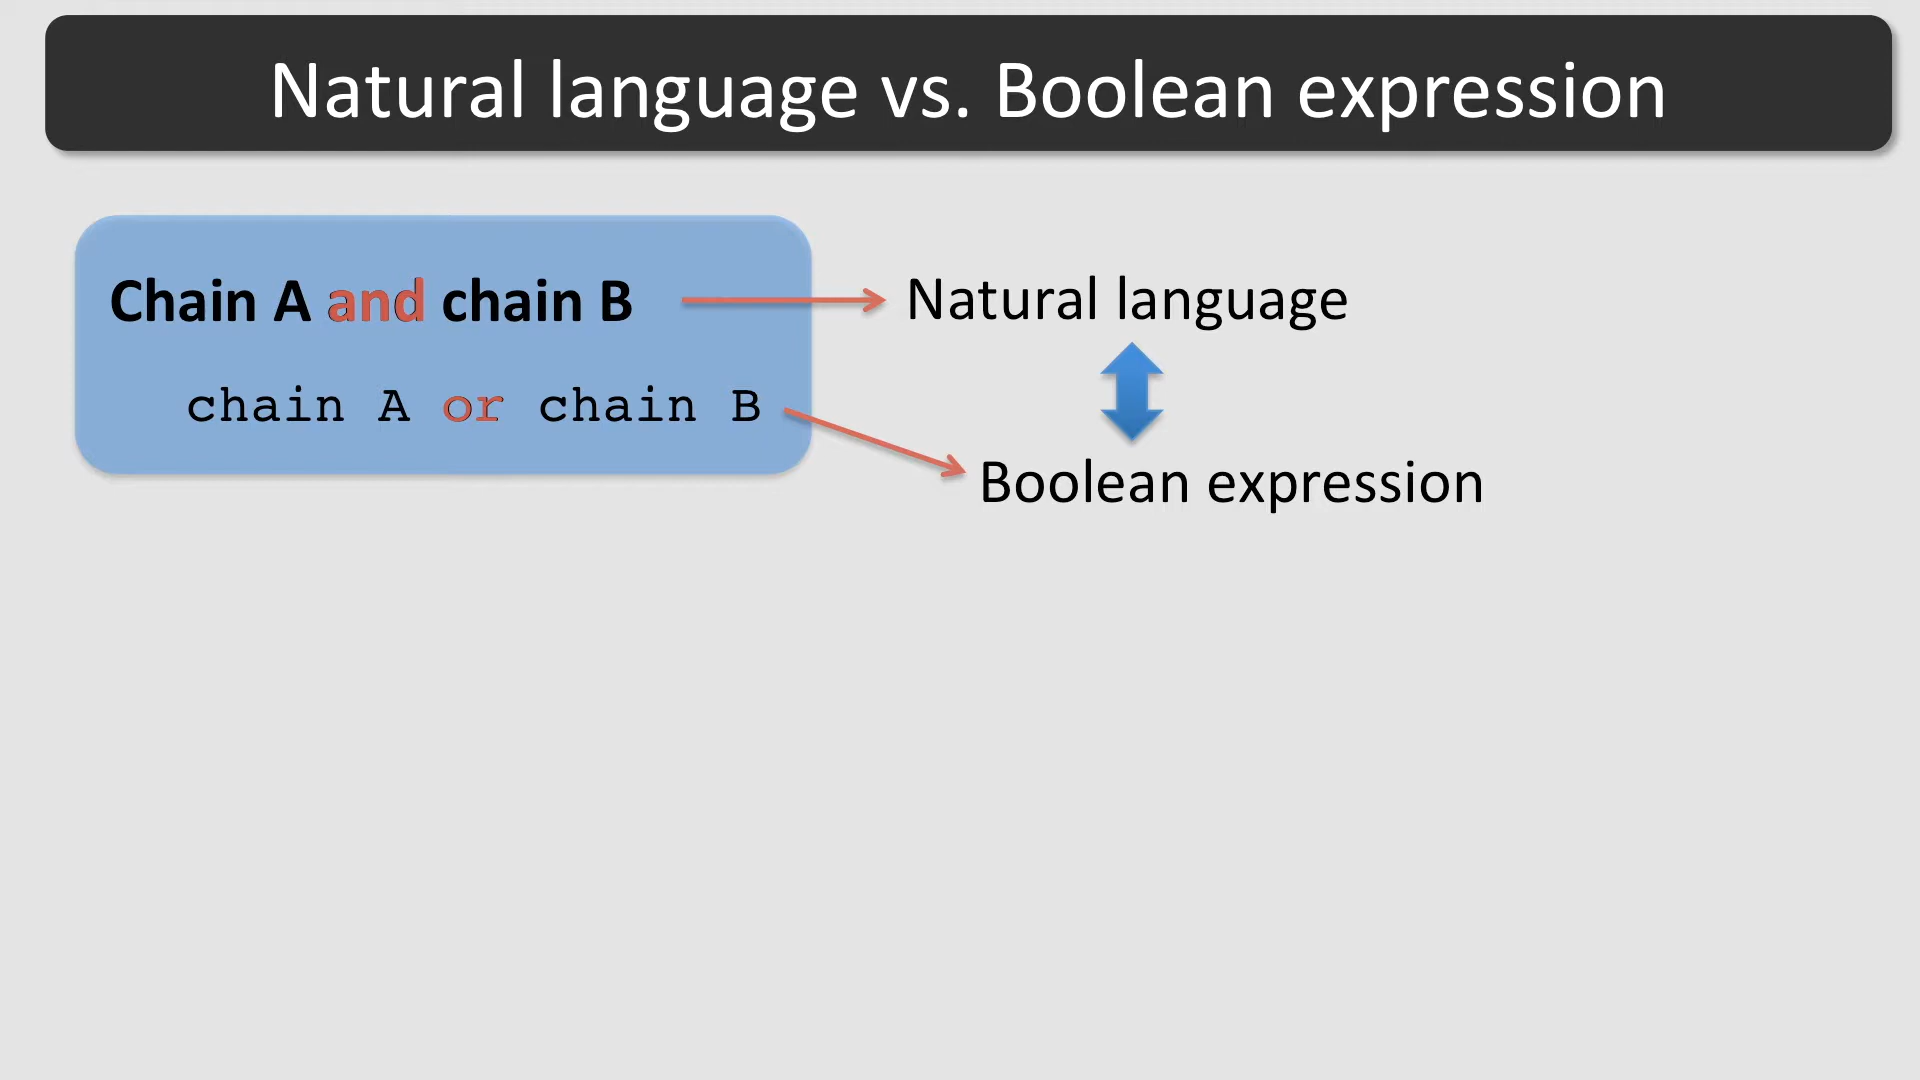 Natural language vs. Boolean expression
Chain A and chain B
Natural language
chain A or chain B
Boolean expression